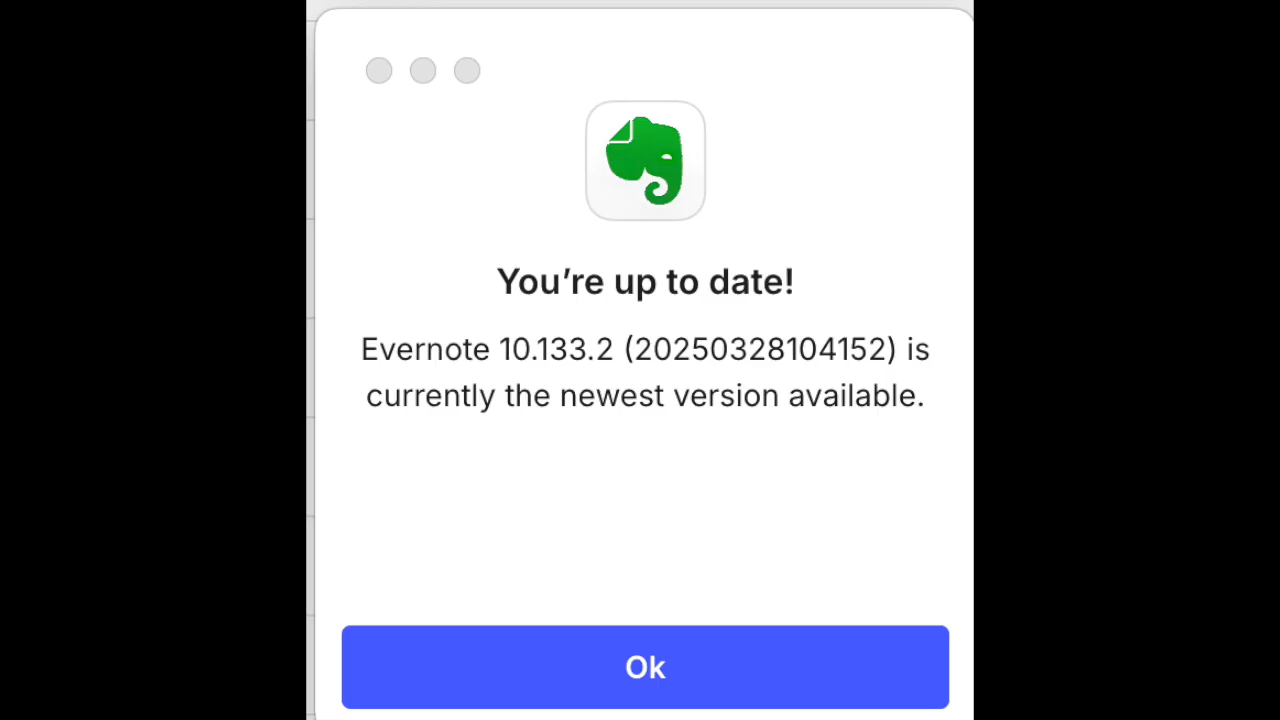 You’re up to date!
Evernote 10.133.2 (20250328104152) is
currently the newest version available.
Ok